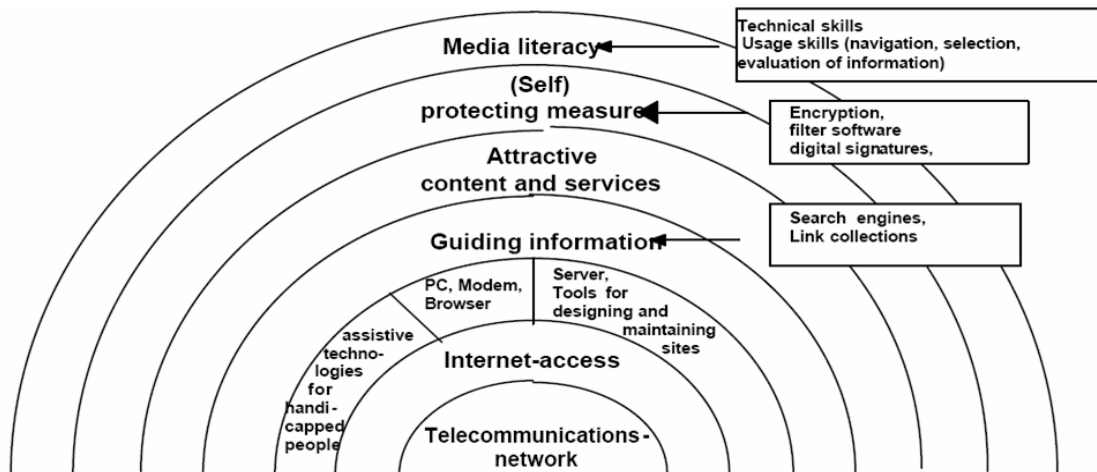 Media literacy
Technical skills
Usage skills (navigation, selection,
evaluation of information)
(Self)
protecting measure
Encryption,
filter software
digital signatures,
Attractive
content and services
Search engines,
Link collections
Guiding information
PC, Modem,
Browser
Server,
Tools for
designing and
maintaining
sites
assistive
techno-
logies
for
handi-
capped
people
Internet-access
Telecommunications-
network